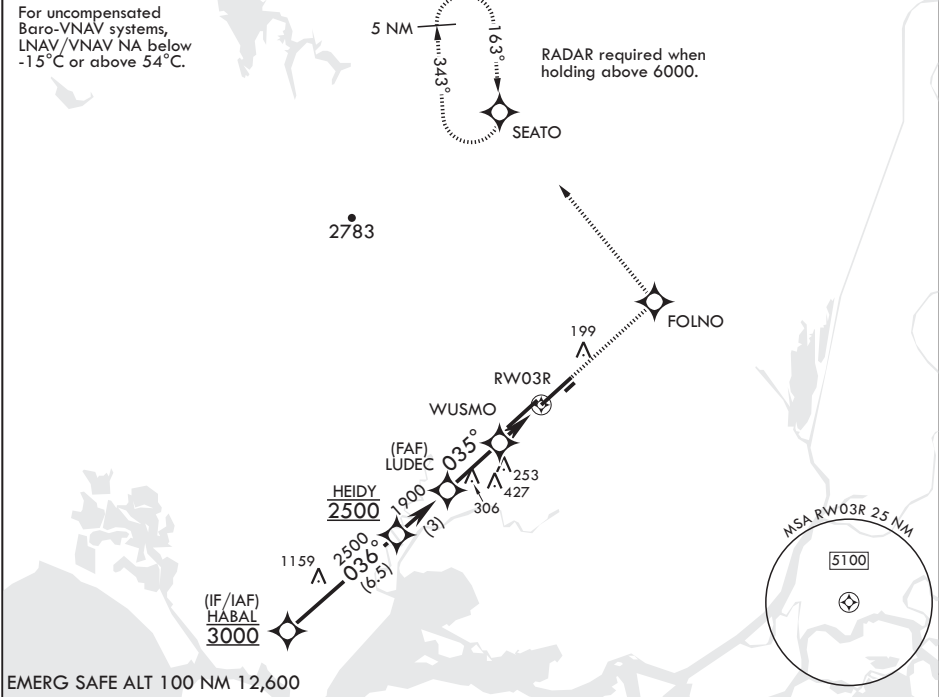 For uncompensated
Baro-VNAV systems,
LNAV/VNAV NA below
-15°C or above 54°C.
5 NM
163°
343°
RADAR required when
holding above 6000.
SEATO
2783
FOLNO
199
RW03R
WUSMO
(FAF)
LUDEC
035°
253
427
306
HEIDY
2500
1900
(3)
1159
2500
036°
(6.5)
(IF/IAF)
HABAL
3000
MSA RW03R 25 NM
5100
EMERG SAFE ALT 100 NM 12,600